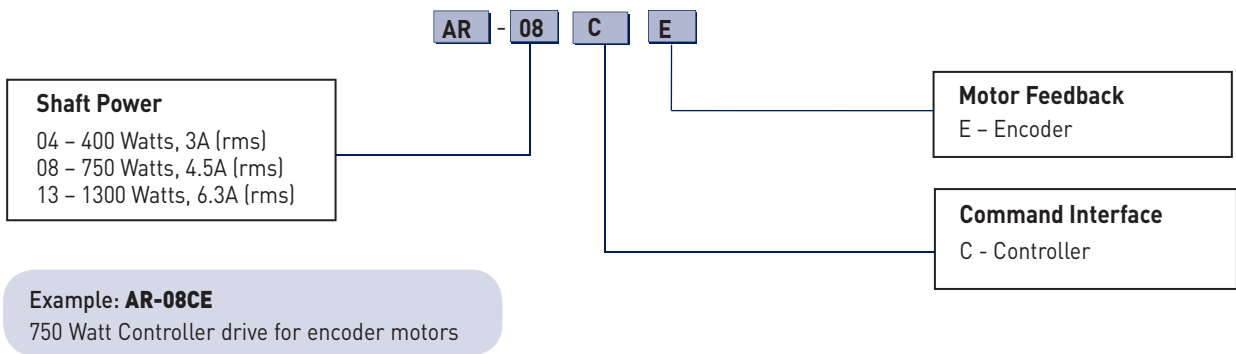 AR - 08 C E
Shaft Power
04 – 400 Watts, 3A (rms)
08 – 750 Watts, 4.5A (rms)
13 – 1300 Watts, 6.3A (rms)
Motor Feedback
E – Encoder
Command Interface
C - Controller
Example: AR-08CE
750 Watt Controller drive for encoder motors